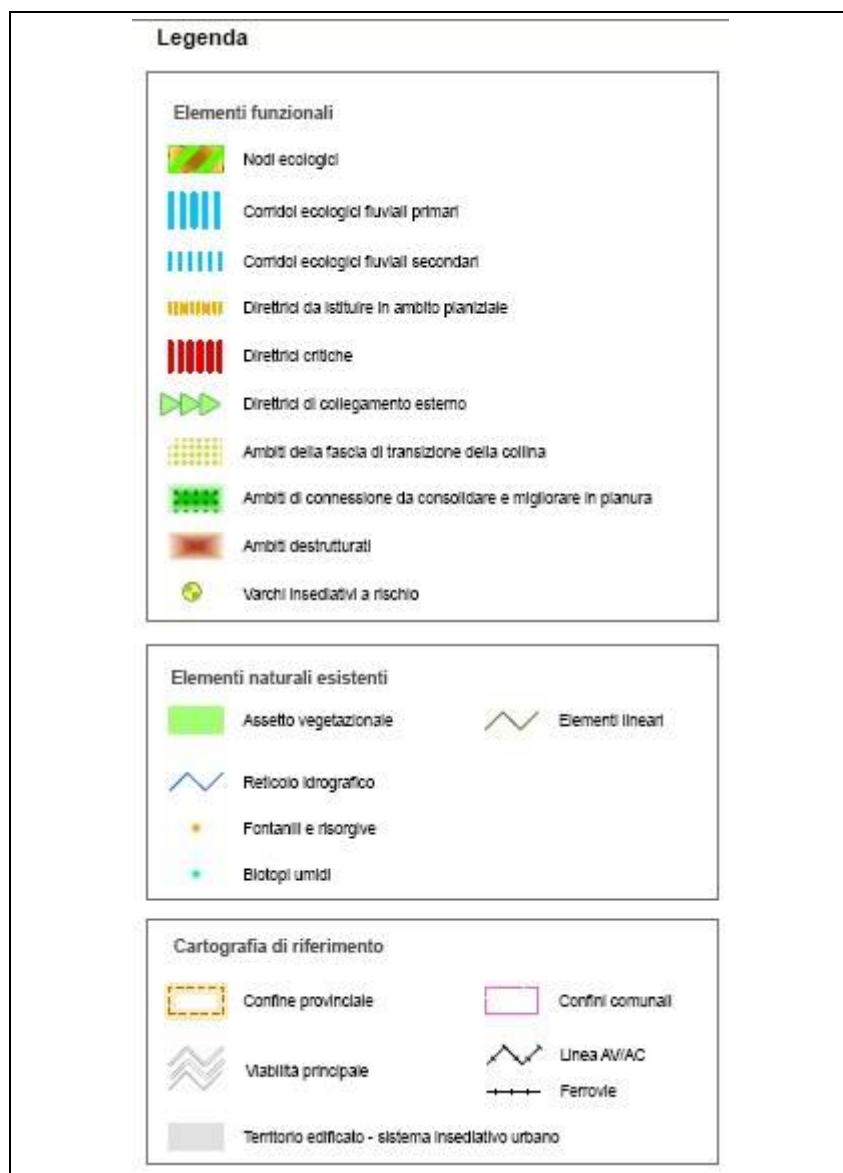 Legenda
Elementi funzionali
Nodi ecologici
Corridoi ecologici fluviali primari
Corridoi ecologici fluviali secondari
Direttrici da istituire in ambito planiziale
Direttrici critiche
Direttrici di collegamento esterno
Ambiti della fascia di transizione della collina
Ambiti di connessione da consolidare e migliorare in pianura
Ambiti destrutturati
Varchi insediativi a rischio
Elementi naturali esistenti
Assetto vegetazionale
Elementi lineari
Reticolo idrografico
Fontanili e risorgive
Biotopi umidi
Cartografia di riferimento
Confine provinciale
Confini comunali
Viabilità principale
Linea AV/AC
Ferrovie
Territorio edificato - sistema insediativo urbano